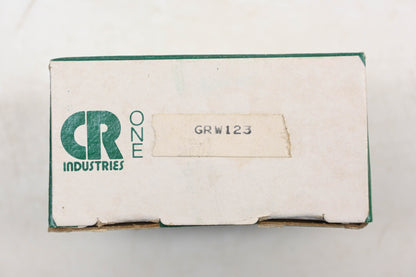 CR
INDUSTRIES
ONE
GRW123